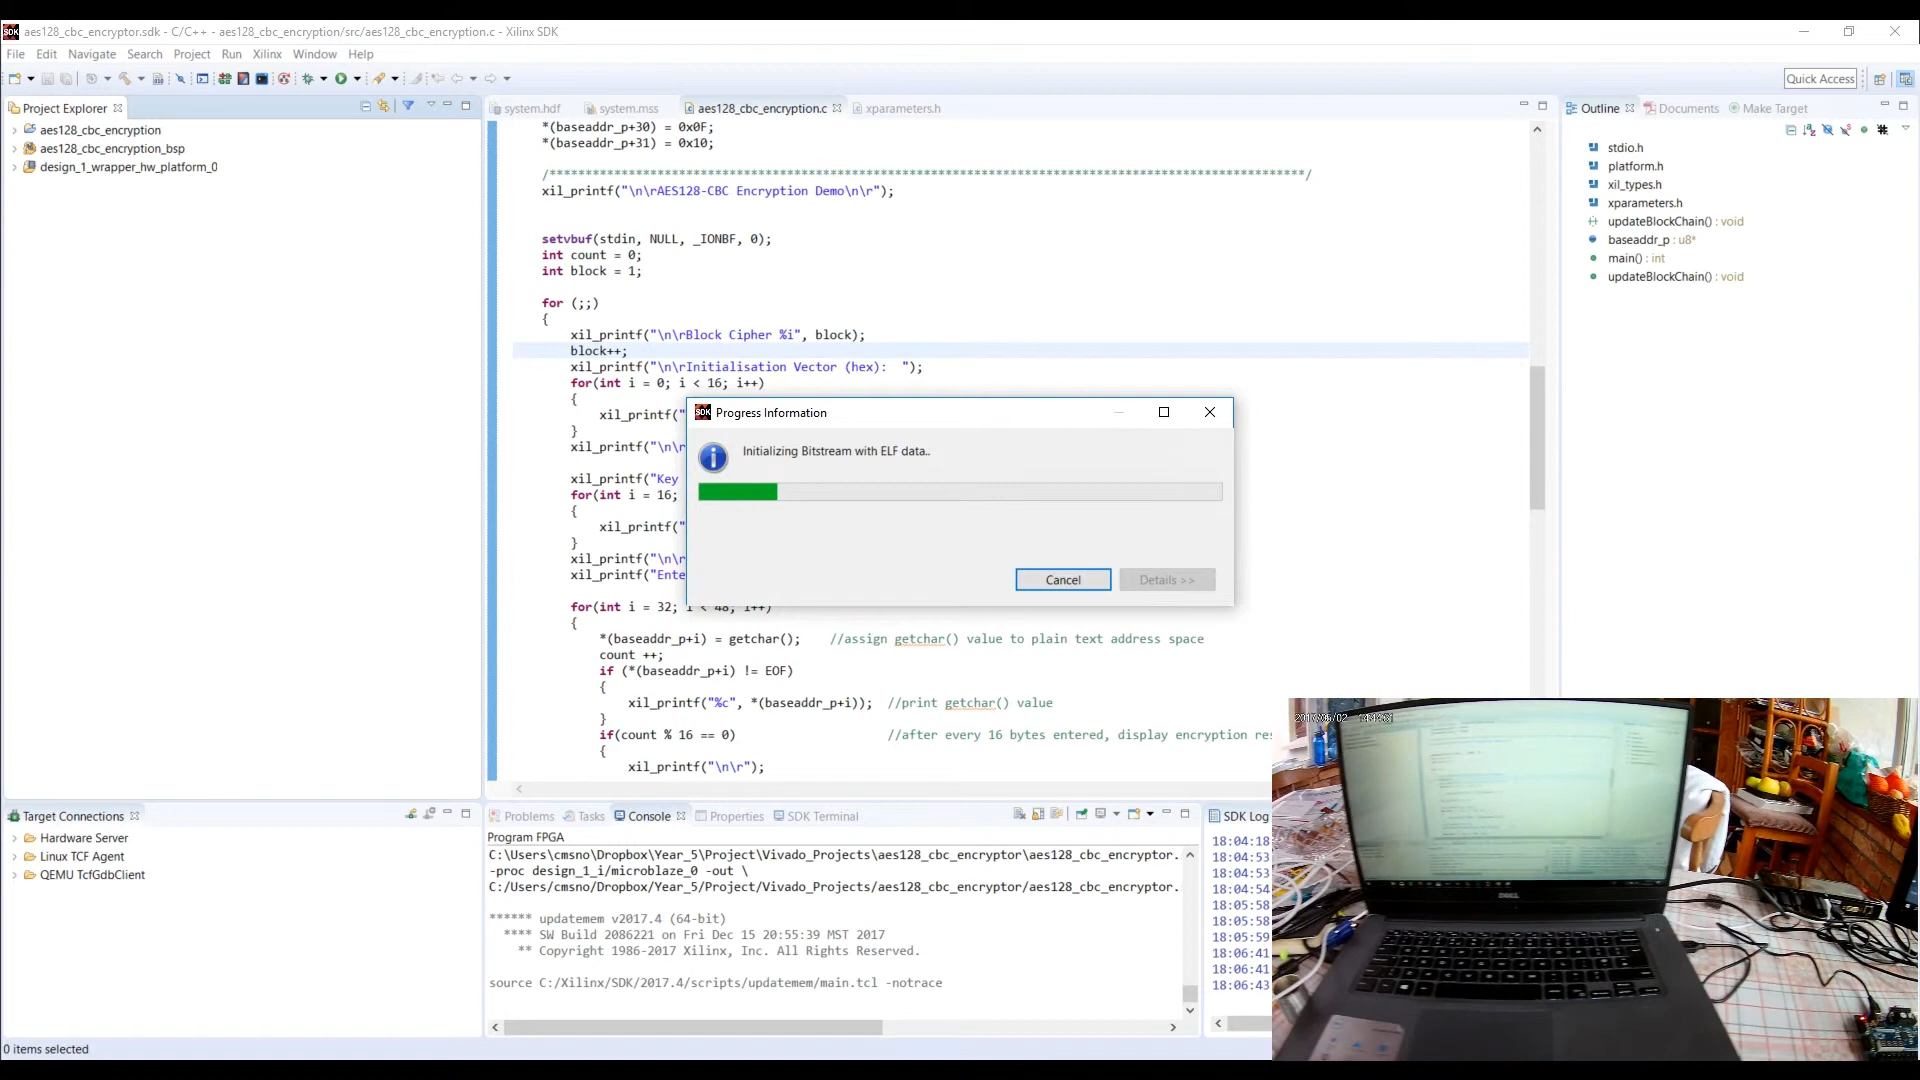 aes128_cbc_encryptor.sdk - C/C++ - aes128_cbc_encryption/src/aes128_cbc_encryption.c - Xilinx SDK
File Edit Navigate Search Project Run Xilinx Window Help
Quick Access
Project Explorer
aes128_cbc_encryption
aes128_cbc_encryption_bsp
design_1_wrapper_hw_platform_0
system.hdf system.mss aes128_cbc_encryption.c xparameters.h
*(baseaddr_p+30) = 0x0F;
*(baseaddr_p+31) = 0x10;
/***************************************************************************************************/
xil_printf("\n\rAES128-CBC Encryption Demo\n\r");
setvbuf(stdin, NULL, _IONBF, 0);
int count = 0;
int block = 1;
for (;;)
{
xil_printf("\n\rBlock Cipher %i", block);
block++;
xil_printf("\n\rInitialisation Vector (hex):  ");
for(int i = 0; i < 16; i++)
{
xil_printf("
}
xil_printf("\n\r
xil_printf("Key
for(int i = 16;
{
xil_printf("
}
xil_printf("\n\r
xil_printf("Ente
for(int i = 32; i < 48; i++)
{
*(baseaddr_p+i) = getchar();    //assign getchar() value to plain text address space
count ++;
if (*(baseaddr_p+i) != EOF)
{
xil_printf("%c", *(baseaddr_p+i));  //print getchar() value
}
if(count % 16 == 0)    //after every 16 bytes entered, display encryption res
{
xil_printf("\n\r");
SDK Progress Information
Initializing Bitstream with ELF data..
Cancel Details >>
Outline Documents Make Target
stdio.h
platform.h
xil_types.h
xparameters.h
updateBlockChain() : void
baseaddr_p : u8*
main() : int
updateBlockChain() : void
Target Connections
Hardware Server
Linux TCF Agent
QEMU TcfGdbClient
Problems Tasks Console Properties SDK Terminal
Program FPGA
C:\Users\cmsno\Dropbox\Year_5\Project\Vivado_Projects\aes128_cbc_encryptor\aes128_cbc_encryptor.
-proc design_1_i/microblaze_0 -out \
C:/Users/cmsno/Dropbox/Year_5/Project/Vivado_Projects/aes128_cbc_encryptor/aes128_cbc_encryptor.
****** updatemem v2017.4 (64-bit)
**** SW Build 2086221 on Fri Dec 15 20:55:39 MST 2017
** Copyright 1986-2017 Xilinx, Inc. All Rights Reserved.
source C:/Xilinx/SDK/2017.4/scripts/updatemem/main.tcl -notrace
SDK Log
18:04:18
18:04:53
18:04:53
18:04:54
18:05:58
18:05:58
18:05:59
18:06:41
18:06:41
18:06:43
DELL
0 items selected